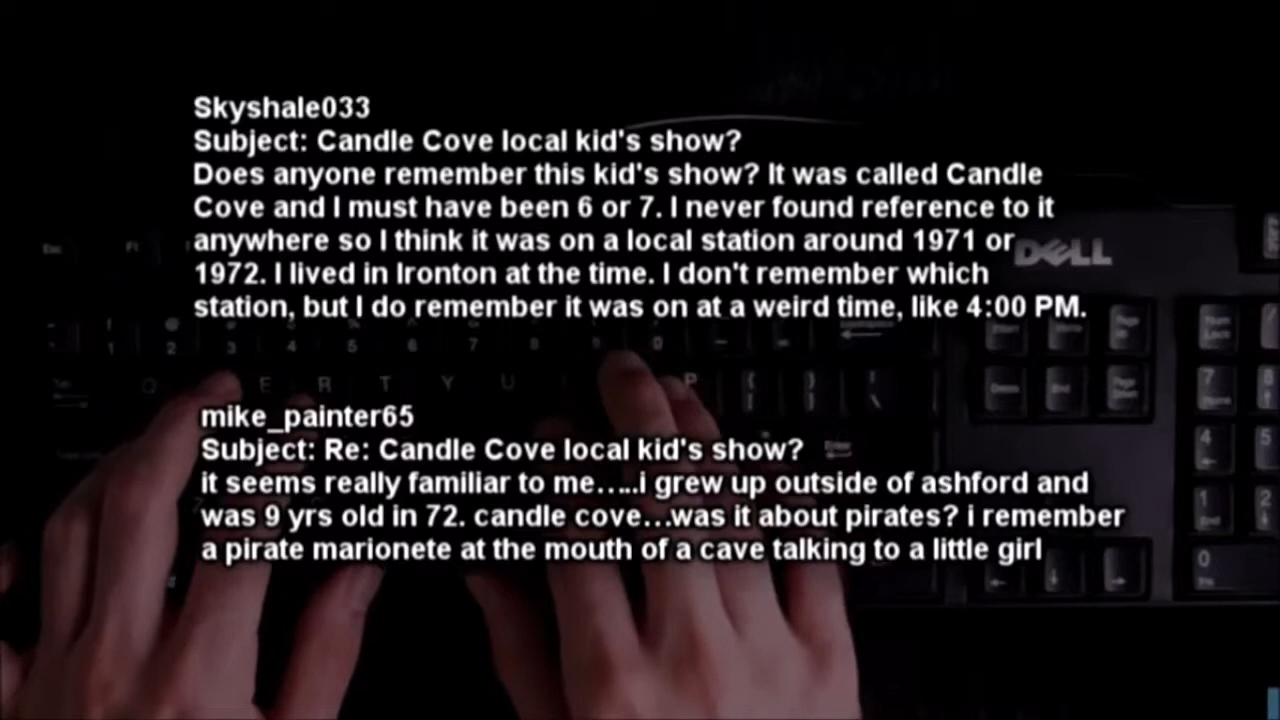 Skyshale033
Subject: Candle Cove local kid's show?
Does anyone remember this kid's show? It was called Candle
Cove and I must have been 6 or 7. I never found reference to it
anywhere so I think it was on a local station around 1971 or
1972. I lived in Ironton at the time. I don't remember which
station, but I do remember it was on at a weird time, like 4:00 PM.
DELL
mike_painter65
Subject: Re: Candle Cove local kid's show?
it seems really familiar to me…..i grew up outside of ashford and
was 9 yrs old in 72. candle cove…was it about pirates? i remember
a pirate marionete at the mouth of a cave talking to a little girl